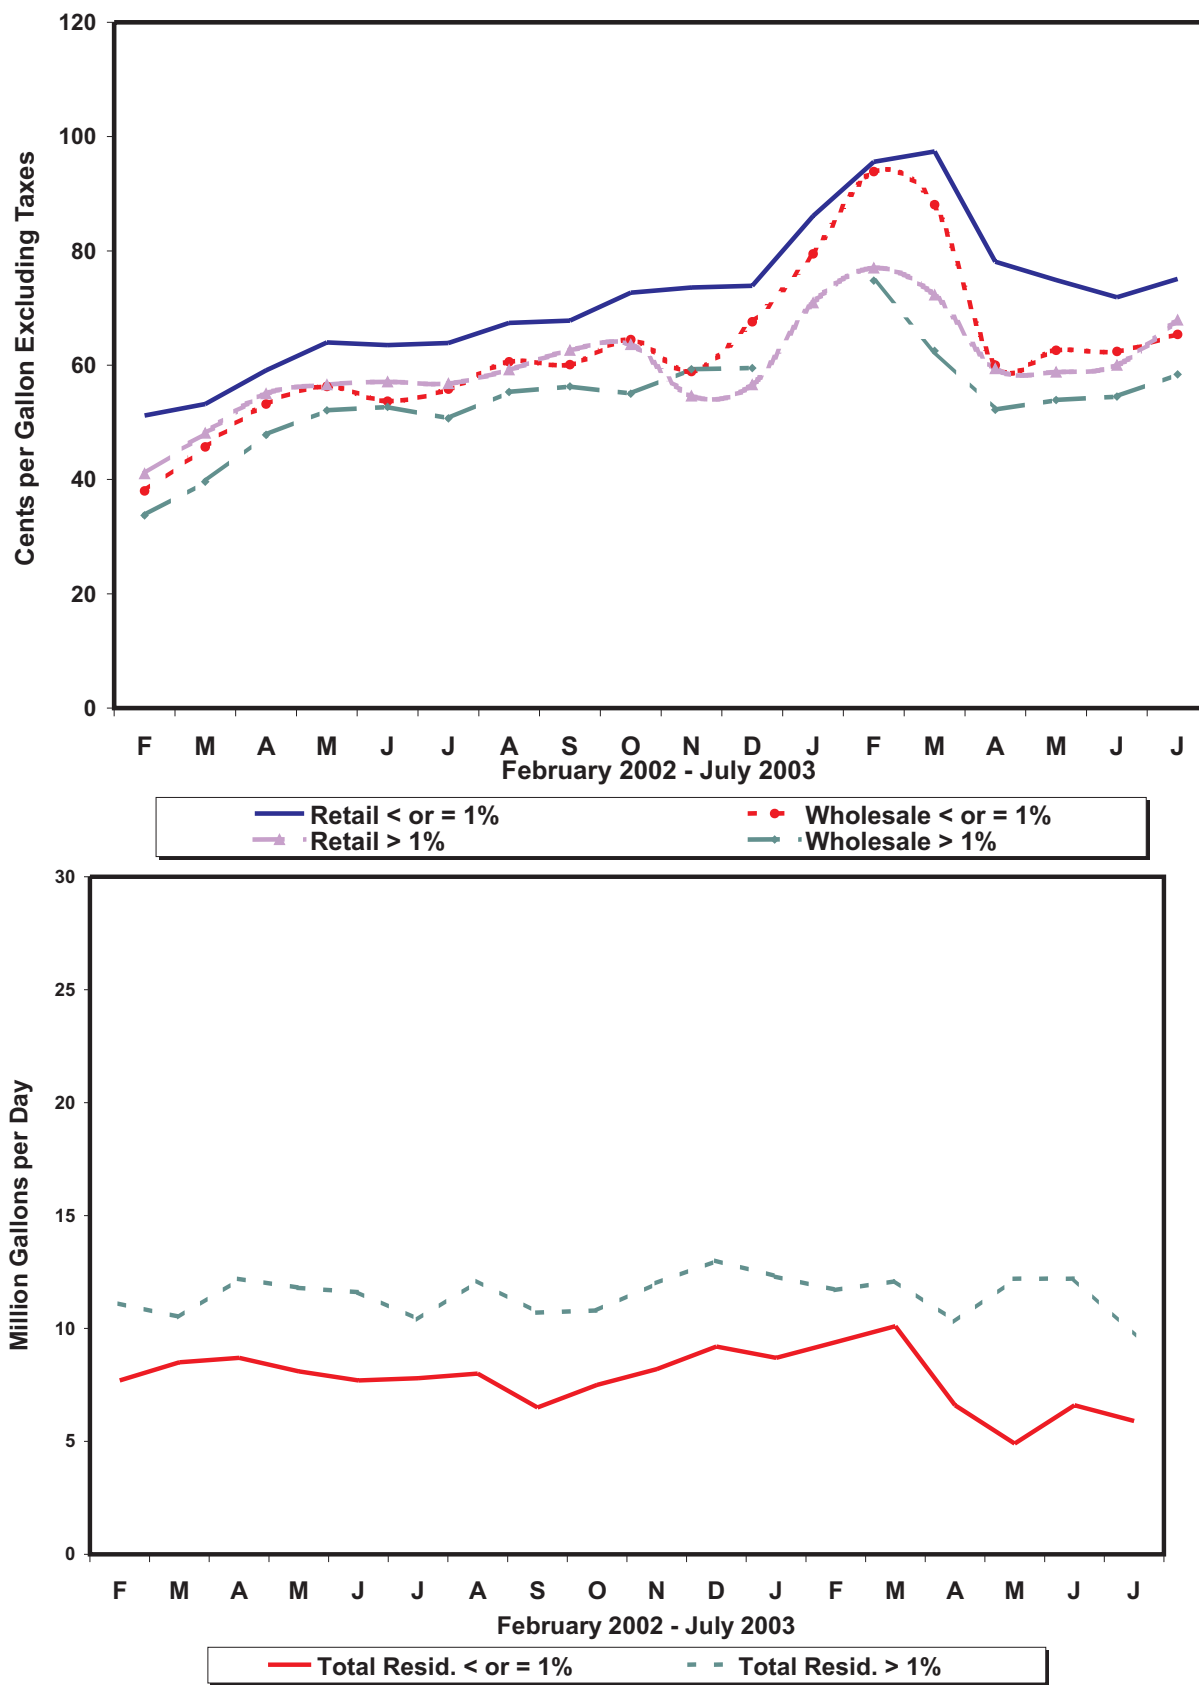 120
100
80
60
40
20
0
Cents per Gallon Excluding Taxes
F M A M J J A S O N D J F M A M J J
February 2002 - July 2003
Retail < or = 1% Wholesale < or = 1%
Retail > 1% Wholesale > 1%
30
25
20
15
10
5
0
Million Gallons per Day
F M A M J J A S O N D J F M A M J J
February 2002 - July 2003
Total Resid. < or = 1% Total Resid. > 1%